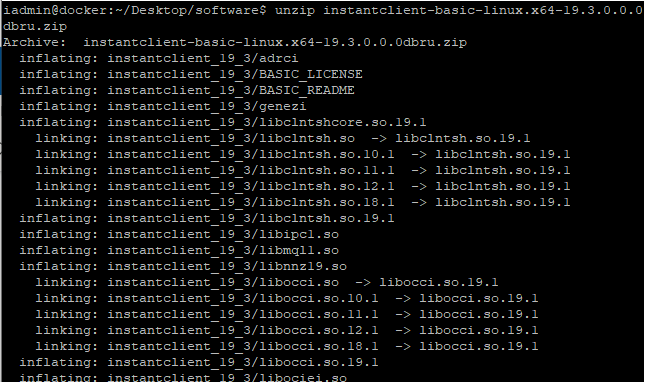 iadmin@docker:~/Desktop/software$ unzip instantclient-basic-linux.x64-19.3.0.0.0
dbru.zip
Archive:  instantclient-basic-linux.x64-19.3.0.0.0dbru.zip
  inflating: instantclient_19_3/adrci
  inflating: instantclient_19_3/BASIC_LICENSE
  inflating: instantclient_19_3/BASIC_README
  inflating: instantclient_19_3/genezi
  inflating: instantclient_19_3/libclntshcore.so.19.1
    linking: instantclient_19_3/libclntsh.so  -> libclntsh.so.19.1
    linking: instantclient_19_3/libclntsh.so.10.1  -> libclntsh.so.19.1
    linking: instantclient_19_3/libclntsh.so.11.1  -> libclntsh.so.19.1
    linking: instantclient_19_3/libclntsh.so.12.1  -> libclntsh.so.19.1
    linking: instantclient_19_3/libclntsh.so.18.1  -> libclntsh.so.19.1
  inflating: instantclient_19_3/libclntsh.so.19.1
  inflating: instantclient_19_3/libipc1.so
  inflating: instantclient_19_3/libmql1.so
  inflating: instantclient_19_3/libnnz19.so
    linking: instantclient_19_3/libocci.so  -> libocci.so.19.1
    linking: instantclient_19_3/libocci.so.10.1  -> libocci.so.19.1
    linking: instantclient_19_3/libocci.so.11.1  -> libocci.so.19.1
    linking: instantclient_19_3/libocci.so.12.1  -> libocci.so.19.1
    linking: instantclient_19_3/libocci.so.18.1  -> libocci.so.19.1
  inflating: instantclient_19_3/libocci.so.19.1
  inflating: instantclient_19_3/libociei.so